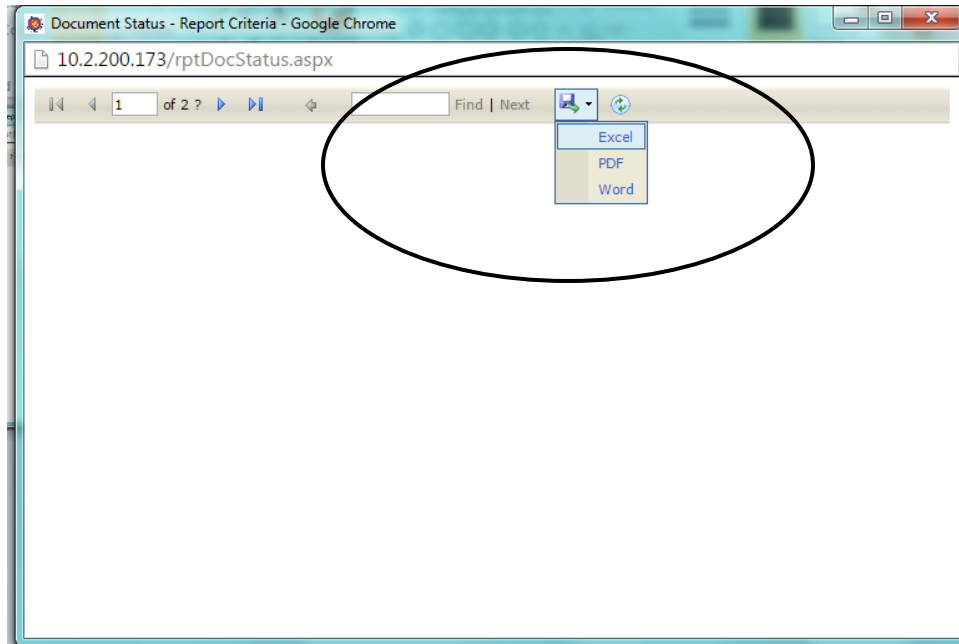 Document Status - Report Criteria - Google Chrome
10.2.200.173/rptDocStatus.aspx
1 of 2 ? Find | Next
Excel
PDF
Word